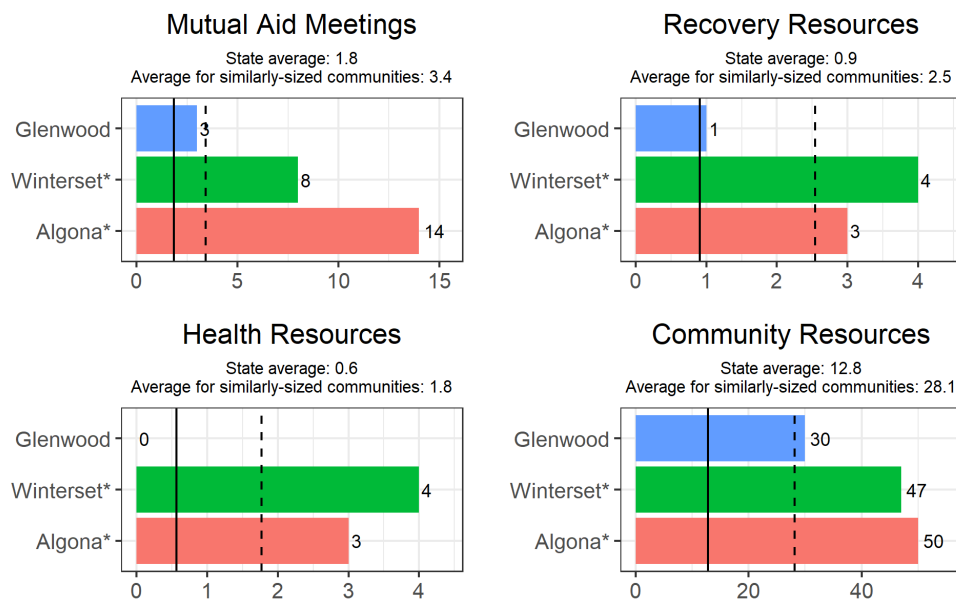 Mutual Aid Meetings
State average: 1.8
Average for similarly-sized communities: 3.4
Glenwood
3
Winterset*
8
Algona*
14
0 5 10 15
Recovery Resources
State average: 0.9
Average for similarly-sized communities: 2.5
Glenwood
1
Winterset*
4
Algona*
3
0 1 2 3 4
Health Resources
State average: 0.6
Average for similarly-sized communities: 1.8
Glenwood
0
Winterset*
4
Algona*
3
0 1 2 3 4
Community Resources
State average: 12.8
Average for similarly-sized communities: 28.1
Glenwood
30
Winterset*
47
Algona*
50
0 20 40